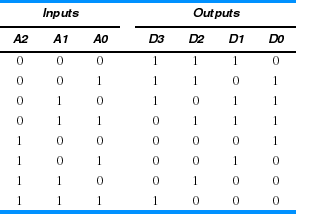 Inputs Outputs
A2 A1 A0 D3 D2 D1 D0
0 0 0 1 1 1 0
0 0 1 1 1 0 1
0 1 0 1 0 1 1
0 1 1 0 1 1 1
1 0 0 0 0 0 1
1 0 1 0 0 1 0
1 1 0 0 1 0 0
1 1 1 1 0 0 0